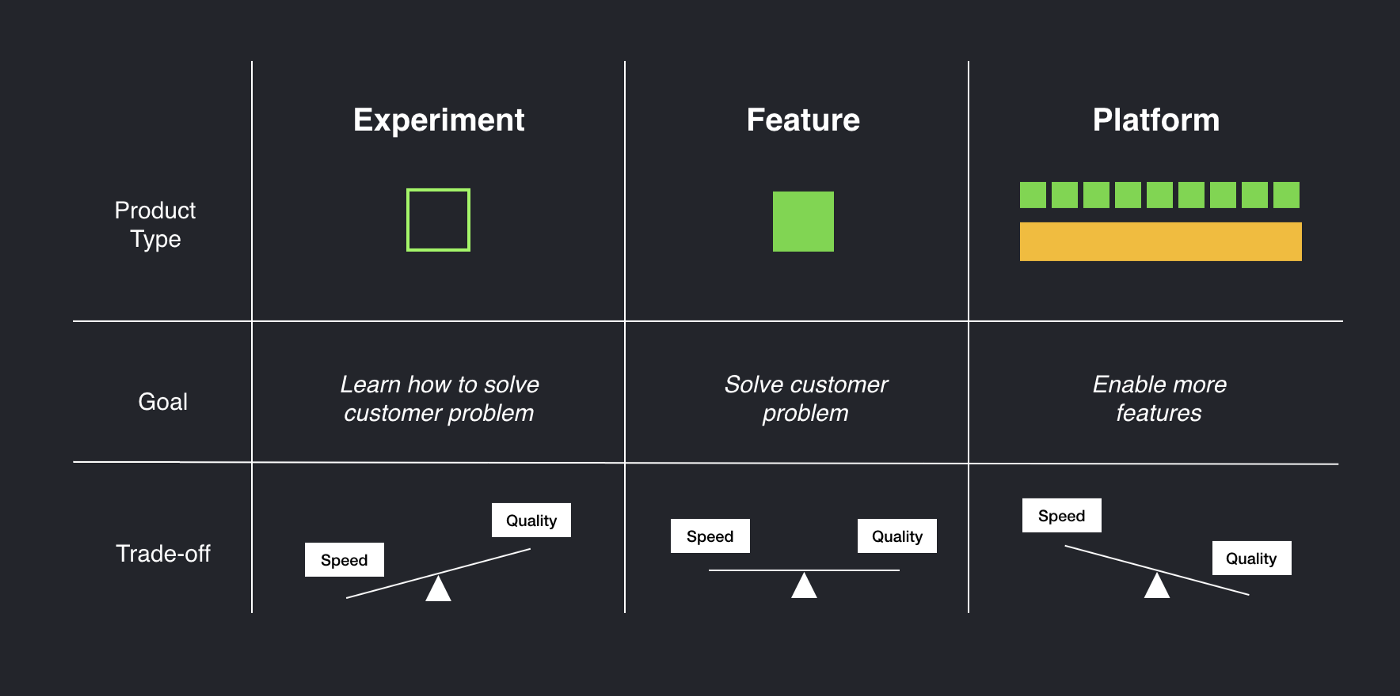 Experiment
Feature
Platform
Product
Type
Goal
Learn how to solve
customer problem
Solve customer
problem
Enable more
features
Trade-off
Speed
Quality
Speed
Quality
Speed
Quality